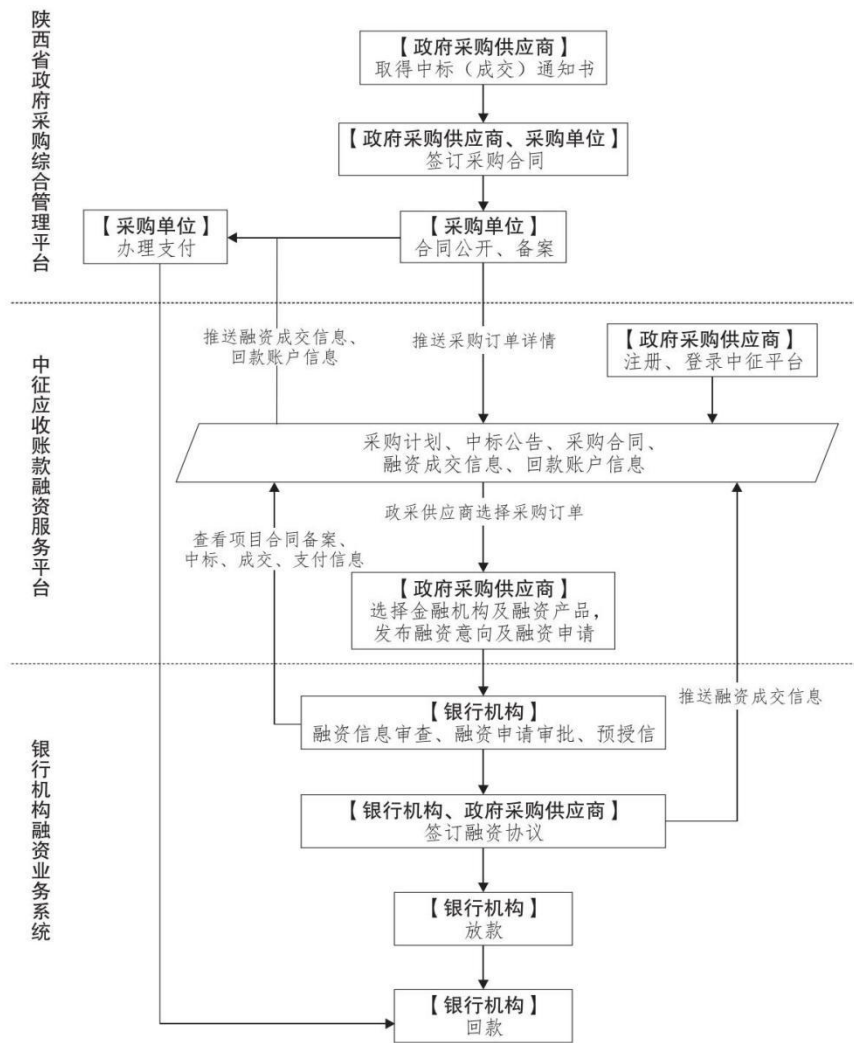 陕西省政府采购综合管理平台
【政府采购供应商】
取得中标（成交）通知书
【政府采购供应商、采购单位】
签订采购合同
【采购单位】
办理支付
【采购单位】
合同公开、备案
中征应收账款融资服务平台
推送融资成交信息、
回款账户信息
推送采购订单详情
【政府采购供应商】
注册、登录中征平台
采购计划、中标公告、采购合同、
融资成交信息、回款账户信息
政采供应商选择采购订单
查看项目合同备案、
中标、成交、支付信息
【政府采购供应商】
选择金融机构及融资产品，
发布融资意向及融资申请
银行机构融资业务系统
【银行机构】
融资信息审查、融资申请审批、预授信
推送融资成交信息
【银行机构、政府采购供应商】
签订融资协议
【银行机构】
放款
【银行机构】
回款